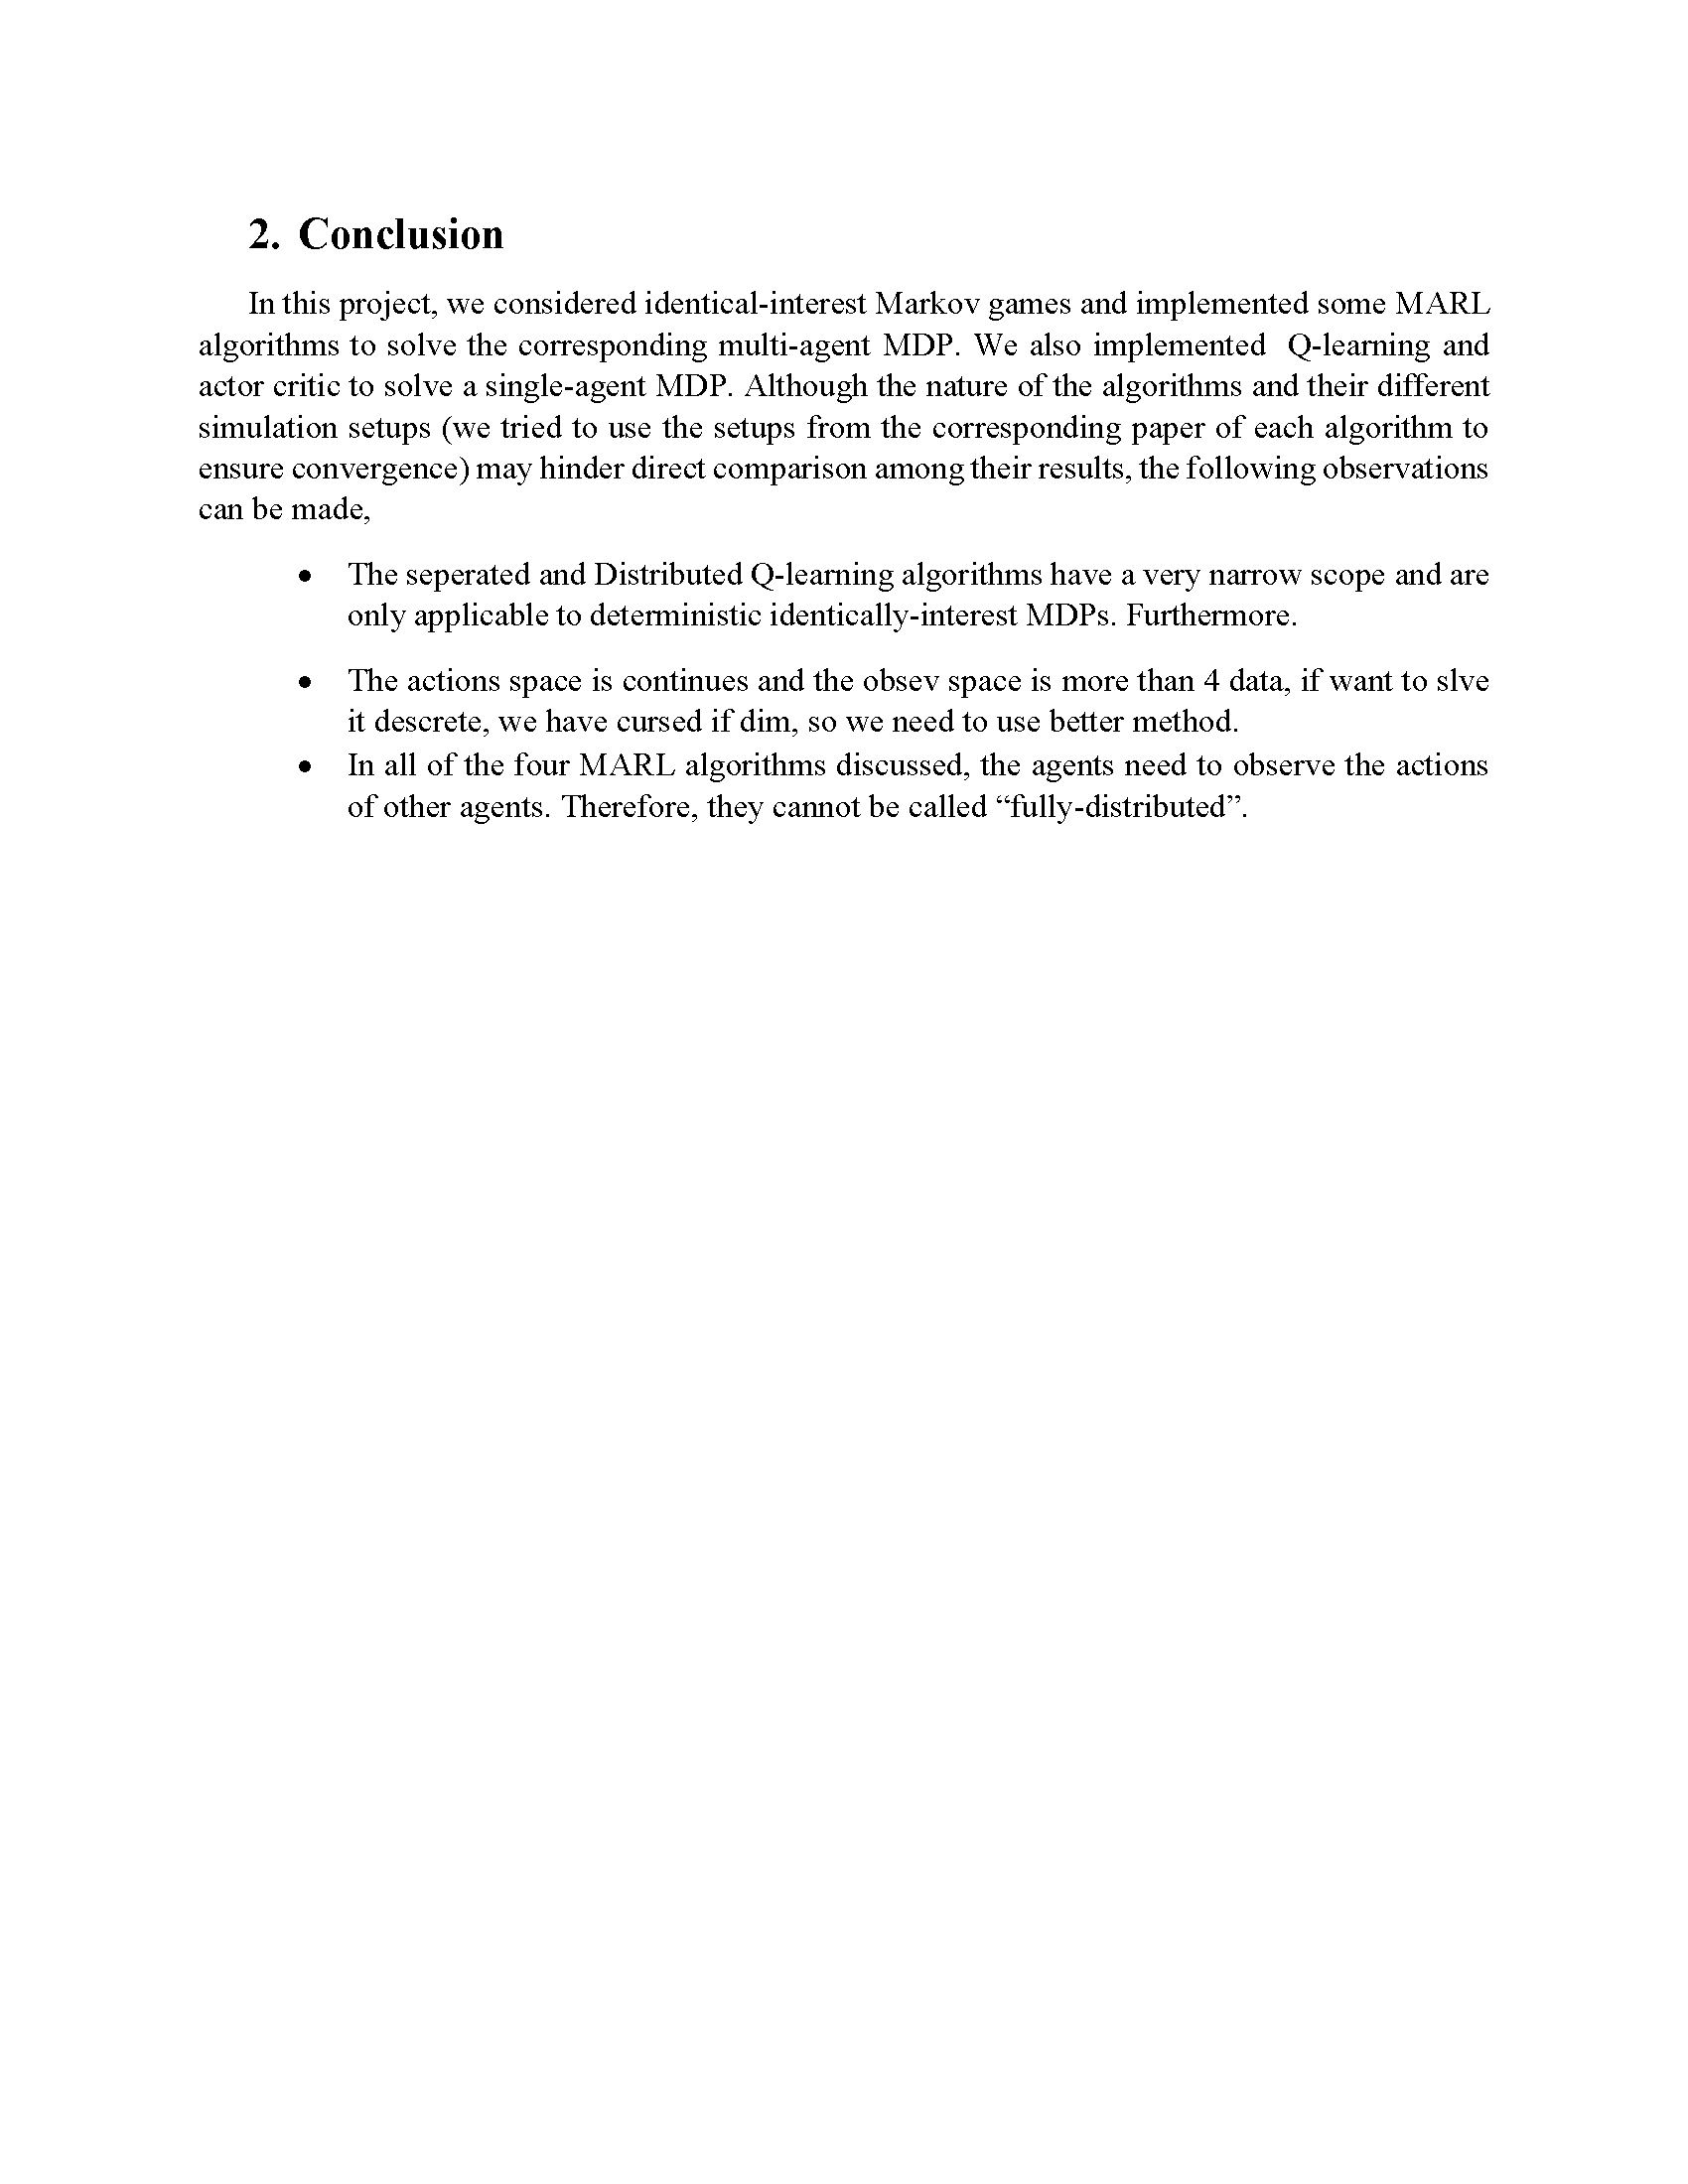 2. Conclusion
In this project, we considered identical-interest Markov games and implemented some MARL
algorithms to solve the corresponding multi-agent MDP. We also implemented  Q-learning and
actor critic to solve a single-agent MDP. Although the nature of the algorithms and their different
simulation setups (we tried to use the setups from the corresponding paper of each algorithm to
ensure convergence) may hinder direct comparison among their results, the following observations
can be made,
• The seperated and Distributed Q-learning algorithms have a very narrow scope and are
only applicable to deterministic identically-interest MDPs. Furthermore.
• The actions space is continues and the obsev space is more than 4 data, if want to slve
it descrete, we have cursed if dim, so we need to use better method.
• In all of the four MARL algorithms discussed, the agents need to observe the actions
of other agents. Therefore, they cannot be called “fully-distributed”.